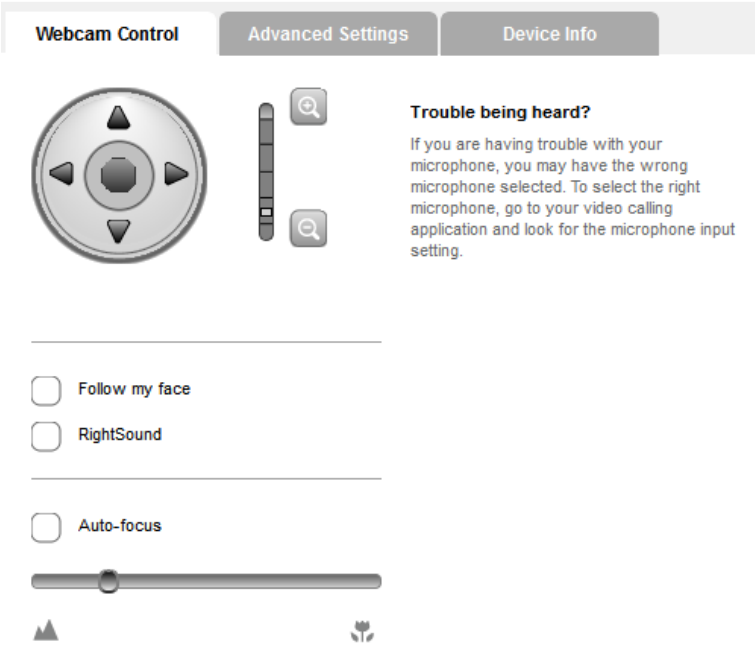 Webcam Control
Advanced Settings
Device Info
Trouble being heard?
If you are having trouble with your
microphone, you may have the wrong
microphone selected. To select the right
microphone, go to your video calling
application and look for the microphone input
setting.
Follow my face
RightSound
Auto-focus